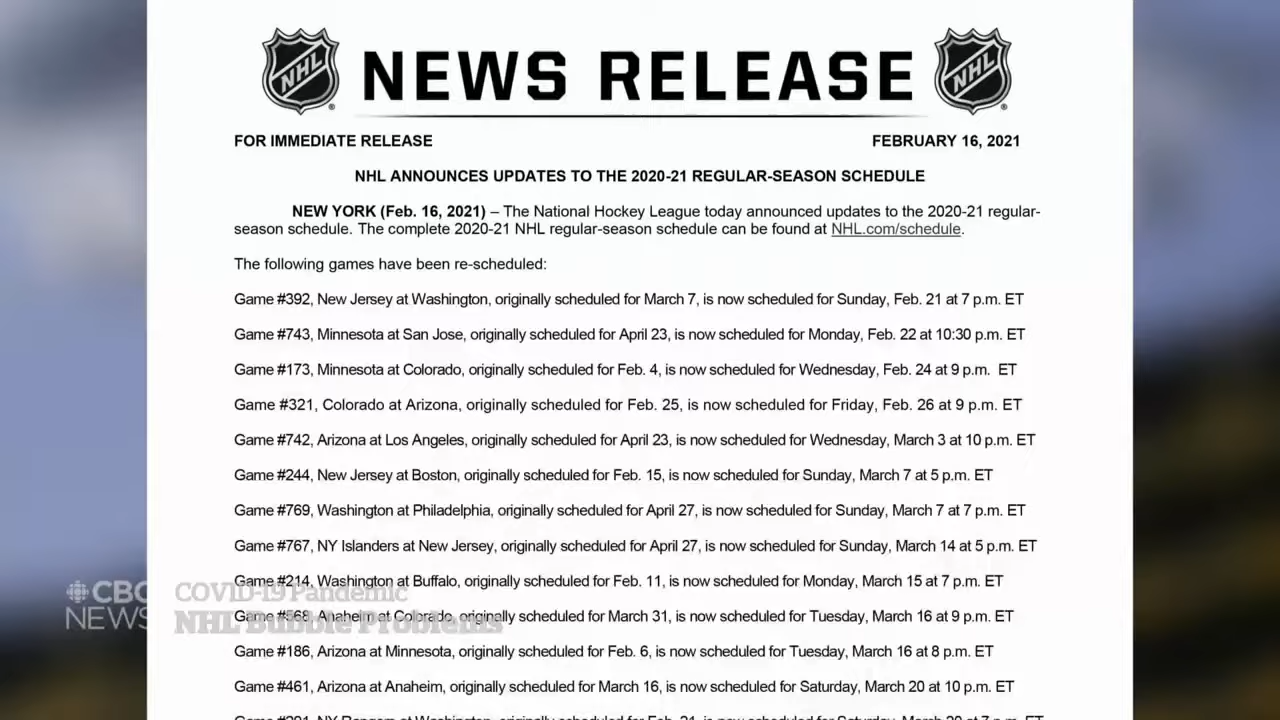 NHL NEWS RELEASE NHL
FOR IMMEDIATE RELEASE FEBRUARY 16, 2021
NHL ANNOUNCES UPDATES TO THE 2020-21 REGULAR-SEASON SCHEDULE
NEW YORK (Feb. 16, 2021) – The National Hockey League today announced updates to the 2020-21 regular-
season schedule. The complete 2020-21 NHL regular-season schedule can be found at NHL.com/schedule.
The following games have been re-scheduled:
Game #392, New Jersey at Washington, originally scheduled for March 7, is now scheduled for Sunday, Feb. 21 at 7 p.m. ET
Game #743, Minnesota at San Jose, originally scheduled for April 23, is now scheduled for Monday, Feb. 22 at 10:30 p.m. ET
Game #173, Minnesota at Colorado, originally scheduled for Feb. 4, is now scheduled for Wednesday, Feb. 24 at 9 p.m. ET
Game #321, Colorado at Arizona, originally scheduled for Feb. 25, is now scheduled for Friday, Feb. 26 at 9 p.m. ET
Game #742, Arizona at Los Angeles, originally scheduled for April 23, is now scheduled for Wednesday, March 3 at 10 p.m. ET
Game #244, New Jersey at Boston, originally scheduled for Feb. 15, is now scheduled for Sunday, March 7 at 5 p.m. ET
Game #769, Washington at Philadelphia, originally scheduled for April 27, is now scheduled for Sunday, March 7 at 7 p.m. ET
Game #767, NY Islanders at New Jersey, originally scheduled for April 27, is now scheduled for Sunday, March 14 at 5 p.m. ET
Game #214, Washington at Buffalo, originally scheduled for Feb. 11, is now scheduled for Monday, March 15 at 7 p.m. ET
CBC NEWS
COVID-19 Pandemic
NHL Bubble Problems
Game #568, Anaheim at Colorado, originally scheduled for March 31, is now scheduled for Tuesday, March 16 at 9 p.m. ET
Game #186, Arizona at Minnesota, originally scheduled for Feb. 6, is now scheduled for Tuesday, March 16 at 8 p.m. ET
Game #461, Arizona at Anaheim, originally scheduled for March 16, is now scheduled for Saturday, March 20 at 10 p.m. ET